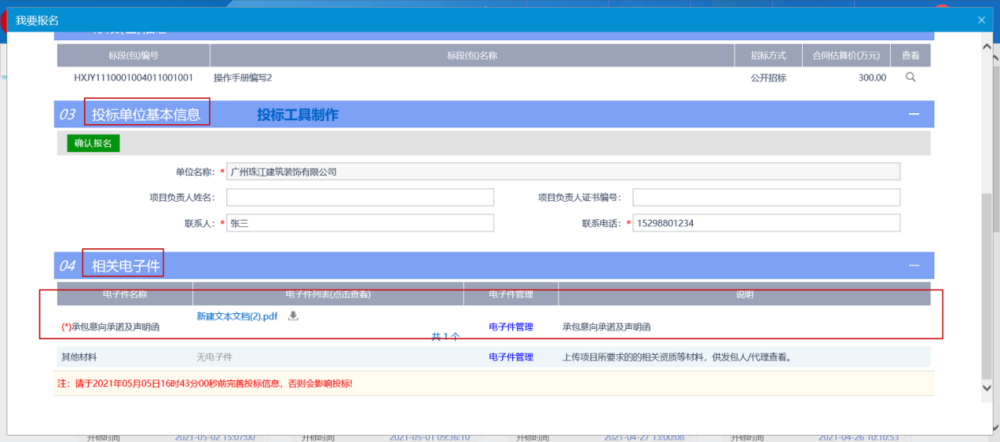 我要报名
标段(包)编号 标段(包)名称 招标方式 合同估算价(万元) 查看
HXJY1110001004011001001 操作手册编写2 公开招标 300.00
03 投标单位基本信息 投标工具制作
确认报名
单位名称: * 广州珠江建筑装饰有限公司
项目负责人姓名: 项目负责人证书编号:
联系人: * 张三 联系电话: * 15298801234
04 相关电子件
电子件名称 电子件列表(点击查看) 电子件管理 说明
新建文本文档(2).pdf
(*)承包意向承诺及声明函 电子件管理 承包意向承诺及声明函
共 1 个
其他材料 无电子件 电子件管理 上传项目所要求的的相关资质等材料，供发包人/代理查看。
注：请于2021年05月05日16时43分00秒前完善投标信息，否则会影响投标!
开标时间 2021-05-02 15:07:00 开标时间 2021-05-01 09:36:10 开标时间 2021-04-27 13:00:08 开标时间 2021-04-26 10:10:53